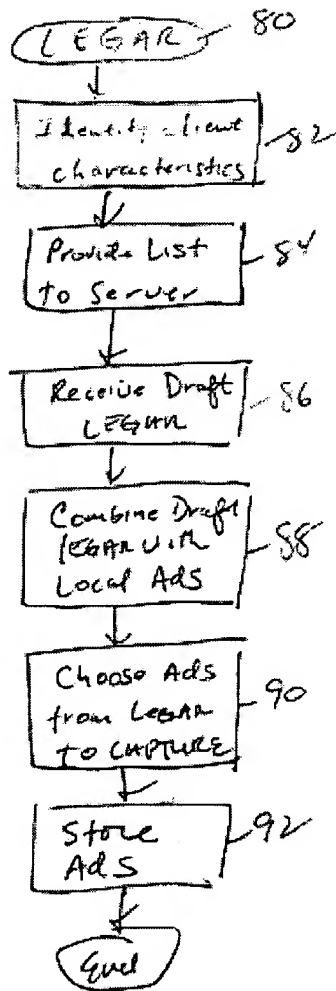 LEGAR
80
Identify client
characteristics
82
Provide List
to Server
84
Receive Draft
LEGAR
86
Combine Draft
LEGAR with
Local Ads
88
Choose Ads
from LEGAR
to CAPTURE
90
Store
Ads
92
End